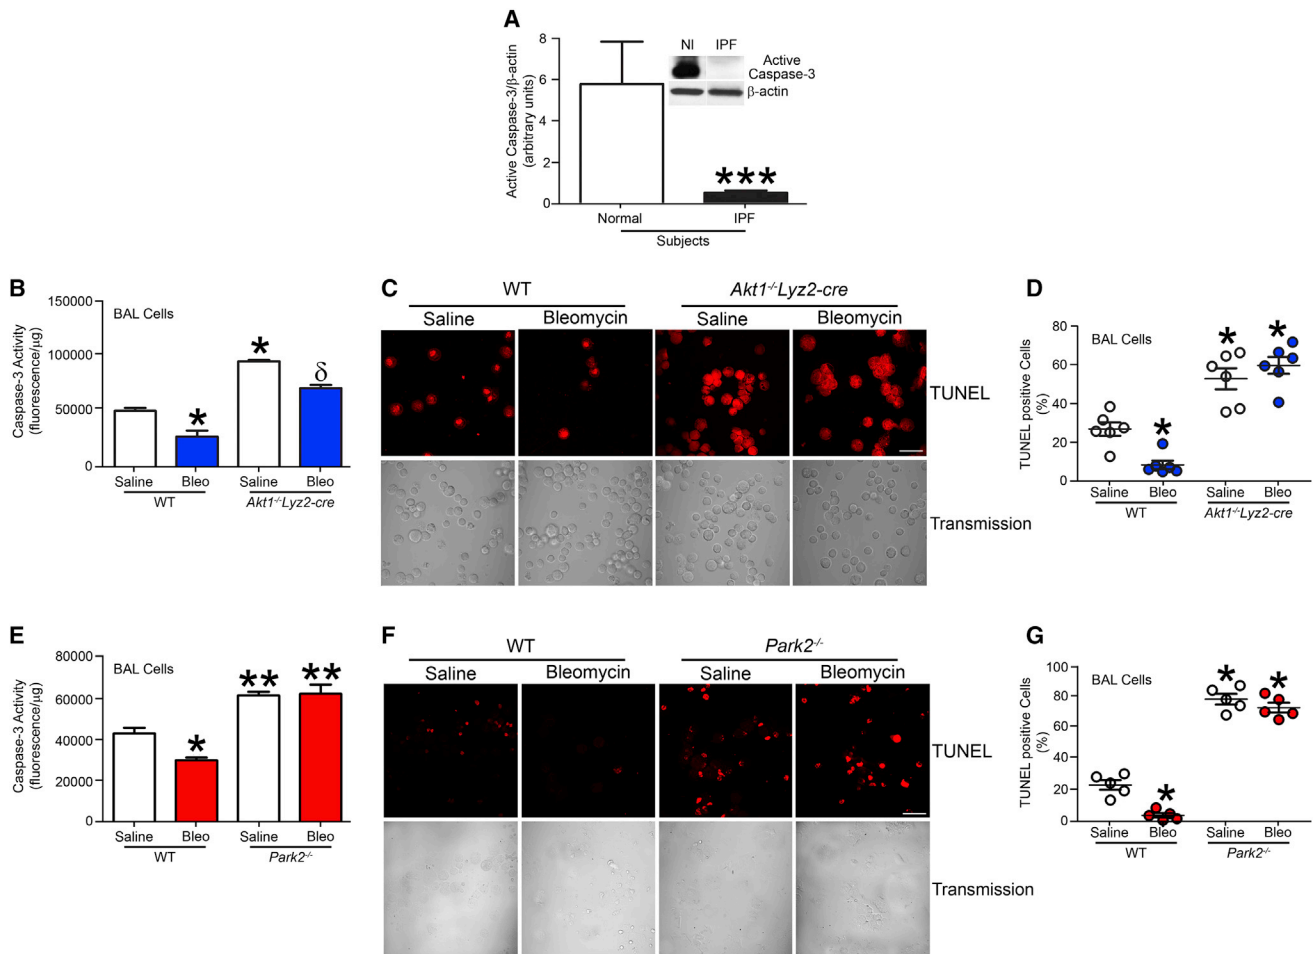 A
Active Caspase-3/β-actin
(arbitrary units)
8
6
4
2
0
Nl IPF
Active
Caspase-3
β-actin
***
Normal IPF
Subjects
B
Caspase-3 Activity
(fluorescence/µg)
150000
100000
50000
0
BAL Cells
*
*
δ
Saline Bleo Saline Bleo
WT Akt1-/-Lyz2-cre
C
WT Akt1-/-Lyz2-cre
Saline Bleomycin Saline Bleomycin
TUNEL
Transmission
D
TUNEL positive Cells
(%)
80
60
40
20
0
BAL Cells
*
*
*
Saline Bleo Saline Bleo
WT Akt1-/-Lyz2-cre
E
Caspase-3 Activity
(fluorescence/µg)
80000
60000
40000
20000
0
BAL Cells
*
** **
Saline Bleo Saline Bleo
WT Park2-/-
F
WT Park2-/-
Saline Bleomycin Saline Bleomycin
TUNEL
Transmission
G
TUNEL positive Cells
(%)
100
80
60
40
20
0
BAL Cells
*
* *
Saline Bleo Saline Bleo
WT Park2-/-